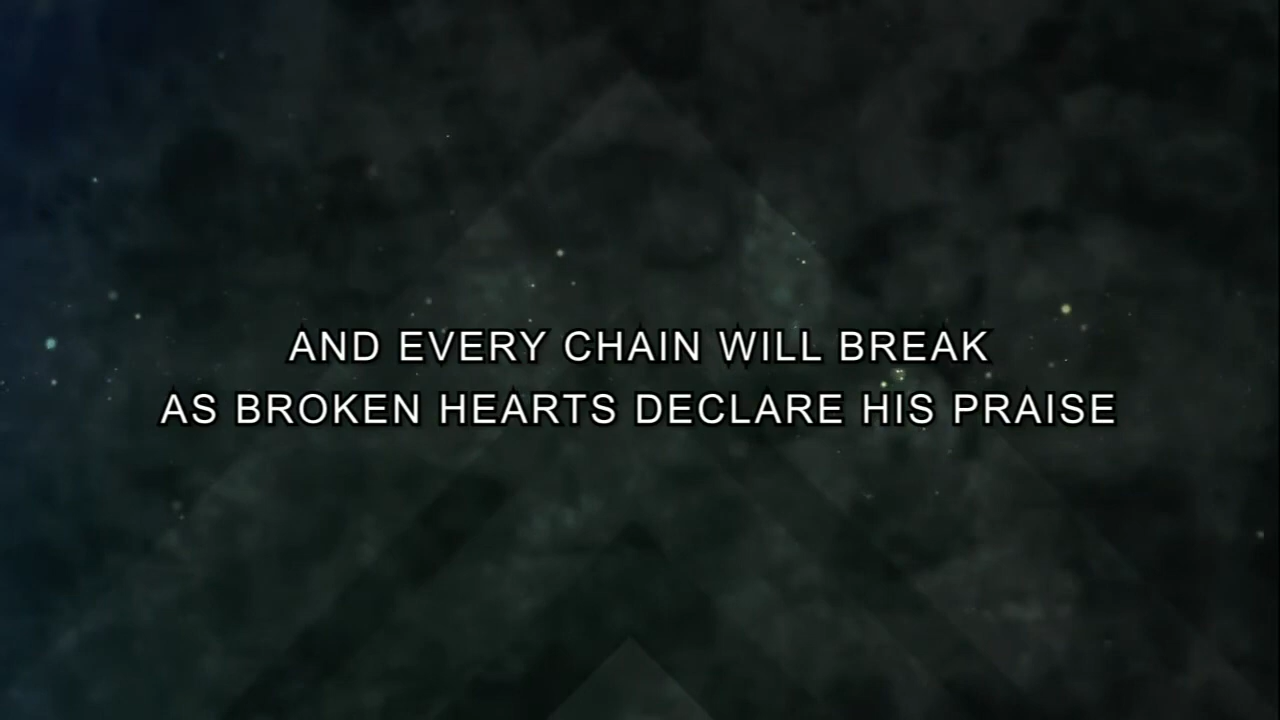 AND EVERY CHAIN WILL BREAK
AS BROKEN HEARTS DECLARE HIS PRAISE